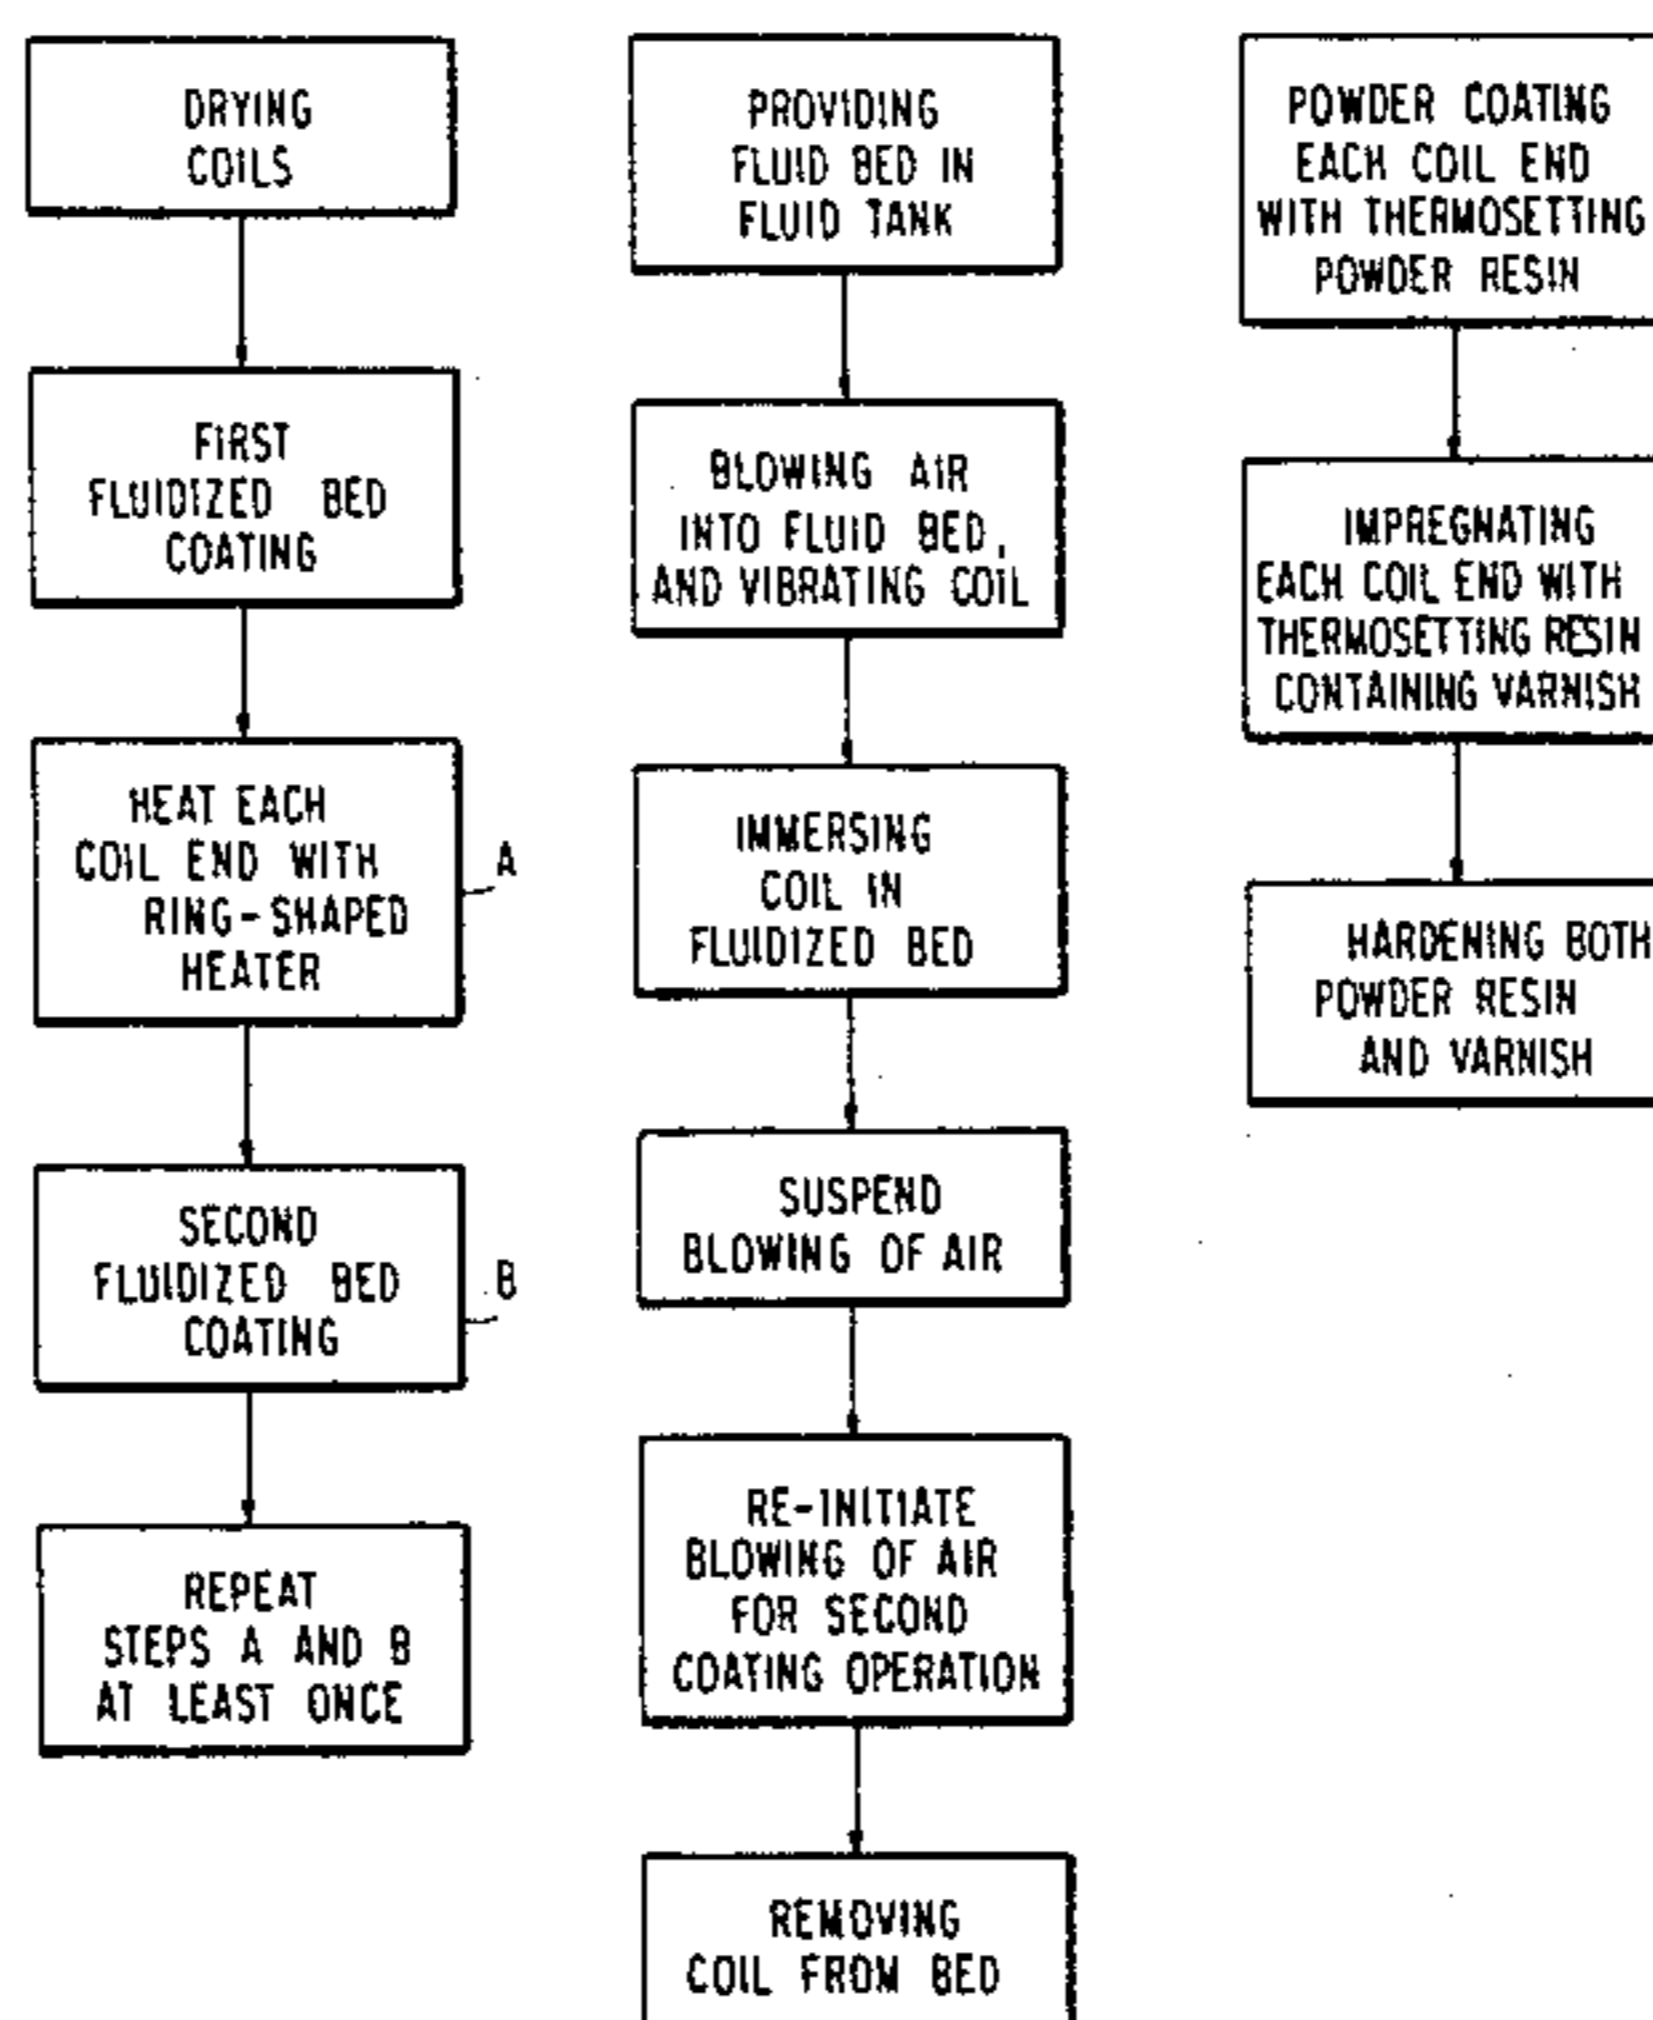 DRYING
COILS
FIRST
FLUIDIZED BED
COATING
HEAT EACH
COIL END WITH
RING-SHAPED
HEATER
A
SECOND
FLUIDIZED BED
COATING
B
REPEAT
STEPS A AND B
AT LEAST ONCE
PROVIDING
FLUID BED IN
FLUID TANK
BLOWING AIR
INTO FLUID BED,
AND VIBRATING COIL
IMMERSING
COIL IN
FLUIDIZED BED
SUSPEND
BLOWING OF AIR
RE-INITIATE
BLOWING OF AIR
FOR SECOND
COATING OPERATION
REMOVING
COIL FROM BED
POWDER COATING
EACH COIL END
WITH THERMOSETTING
POWDER RESIN
IMPREGNATING
EACH COIL END WITH
THERMOSETTING RESIN
CONTAINING VARNISH
HARDENING BOTH
POWDER RESIN
AND VARNISH